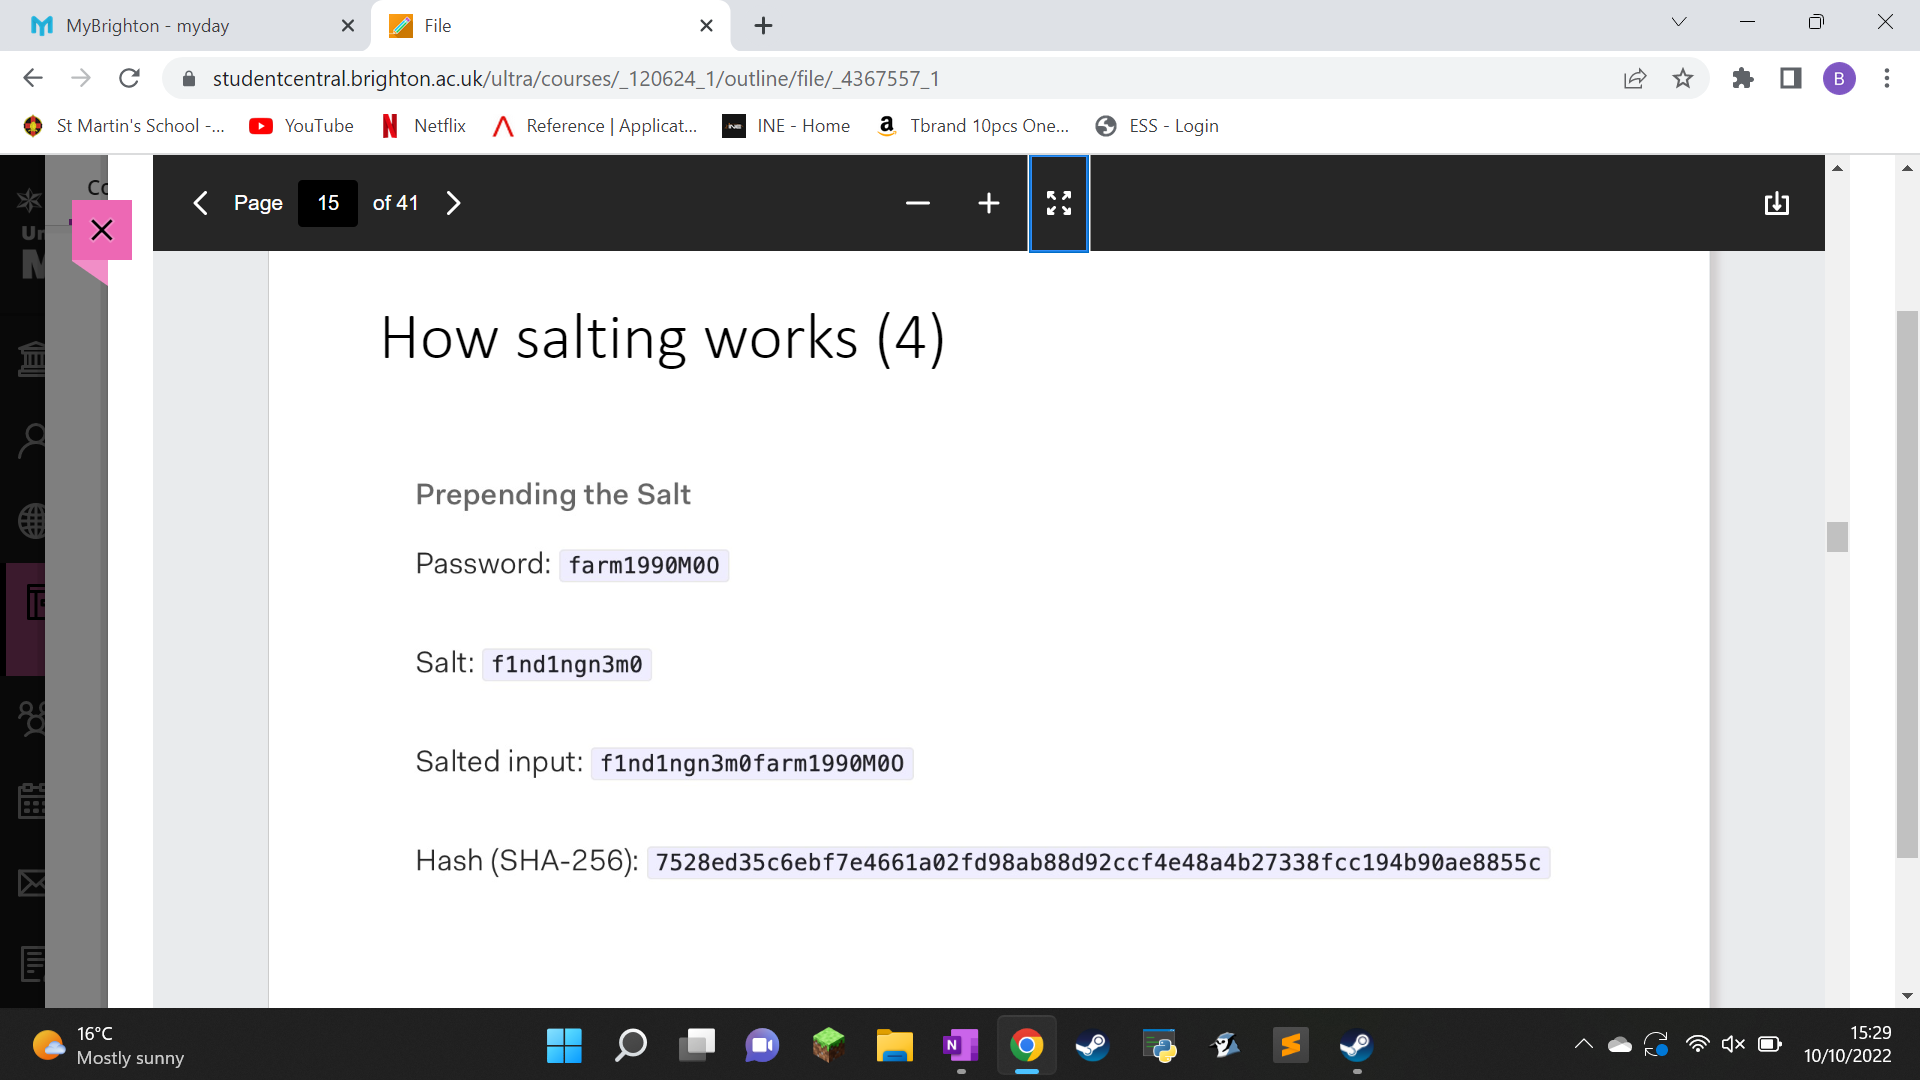 MyBrighton - myday
File
studentcentral.brighton.ac.uk/ultra/courses/_120624_1/outline/file/_4367557_1
B
St Martin's School -...
YouTube
Netflix
Reference | Applicat...
INE - Home
Tbrand 10pcs One...
ESS - Login
Page 15 of 41
How salting works (4)
Prepending the Salt
Password: farm1990M0O
Salt: f1nd1ngn3m0
Salted input: f1nd1ngn3m0farm1990M0O
Hash (SHA-256): 7528ed35c6ebf7e4661a02fd98ab88d92ccf4e48a4b27338fcc194b90ae8855c
16°C
Mostly sunny
15:29
10/10/2022